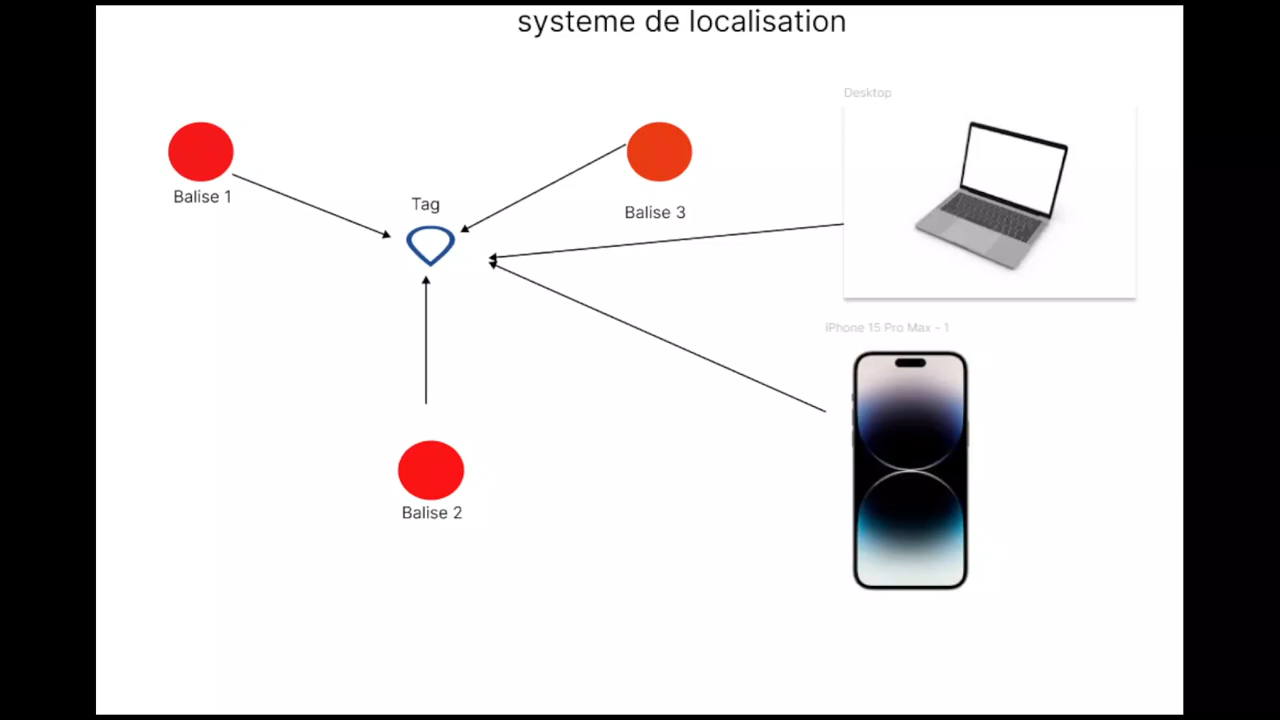 systeme de localisation
Desktop
Balise 1
Tag
Balise 3
iPhone 15 Pro Max - 1
Balise 2